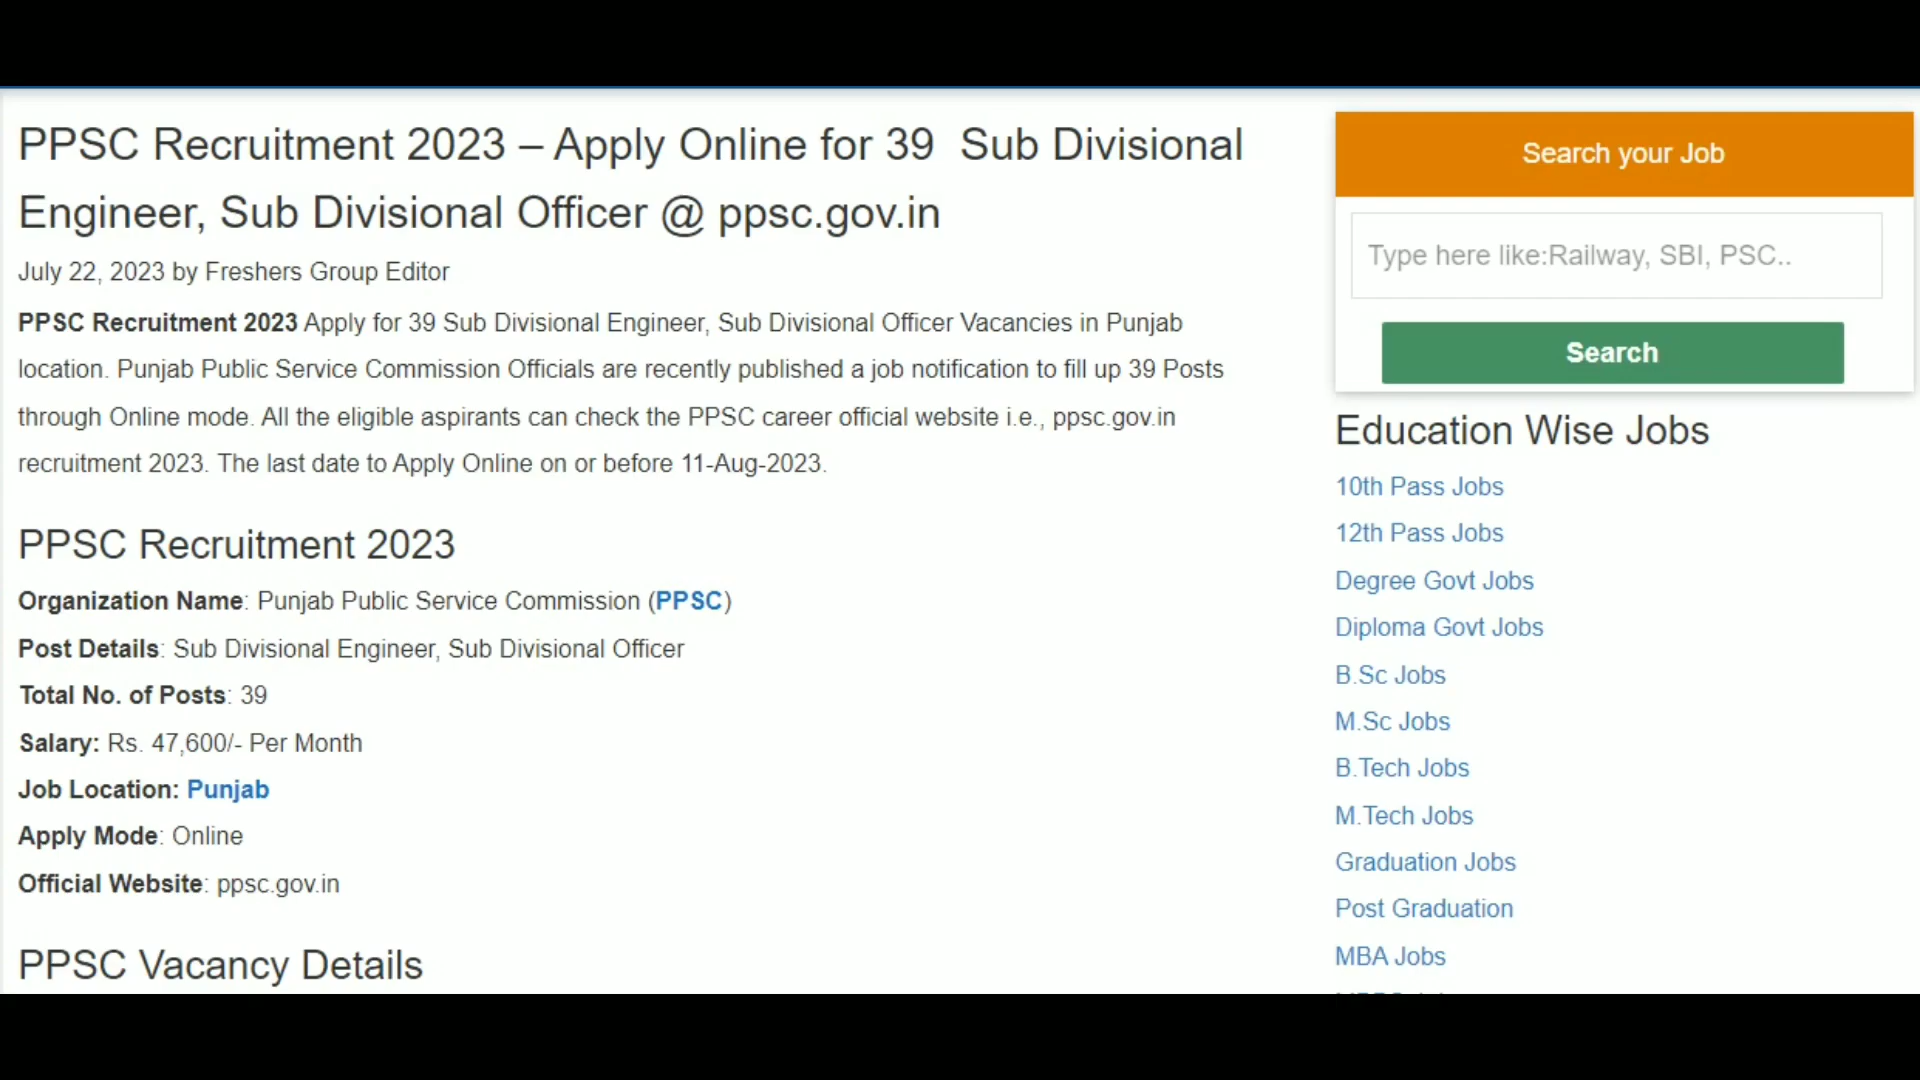 PPSC Recruitment 2023 – Apply Online for 39 Sub Divisional
Engineer, Sub Divisional Officer @ ppsc.gov.in
July 22, 2023 by Freshers Group Editor
PPSC Recruitment 2023 Apply for 39 Sub Divisional Engineer, Sub Divisional Officer Vacancies in Punjab
location. Punjab Public Service Commission Officials are recently published a job notification to fill up 39 Posts
through Online mode. All the eligible aspirants can check the PPSC career official website i.e., ppsc.gov.in
recruitment 2023. The last date to Apply Online on or before 11-Aug-2023.
PPSC Recruitment 2023
Organization Name: Punjab Public Service Commission (PPSC)
Post Details: Sub Divisional Engineer, Sub Divisional Officer
Total No. of Posts: 39
Salary: Rs. 47,600/- Per Month
Job Location: Punjab
Apply Mode: Online
Official Website: ppsc.gov.in
PPSC Vacancy Details
Search your Job
Type here like:Railway, SBI, PSC..
Search
Education Wise Jobs
10th Pass Jobs
12th Pass Jobs
Degree Govt Jobs
Diploma Govt Jobs
B.Sc Jobs
M.Sc Jobs
B.Tech Jobs
M.Tech Jobs
Graduation Jobs
Post Graduation
MBA Jobs